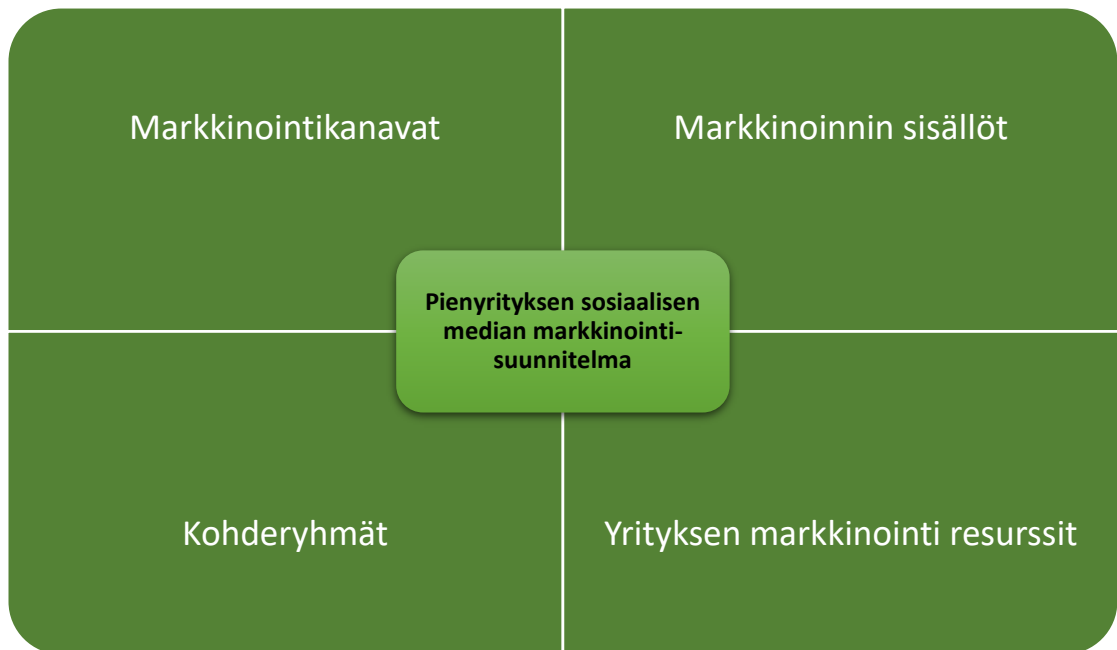 Markkinointikanavat
Markkinoinnin sisällöt
Pienyrityksen sosiaalisen
median markkinointi-
suunnitelma
Kohderyhmät
Yrityksen markkinointi resurssit